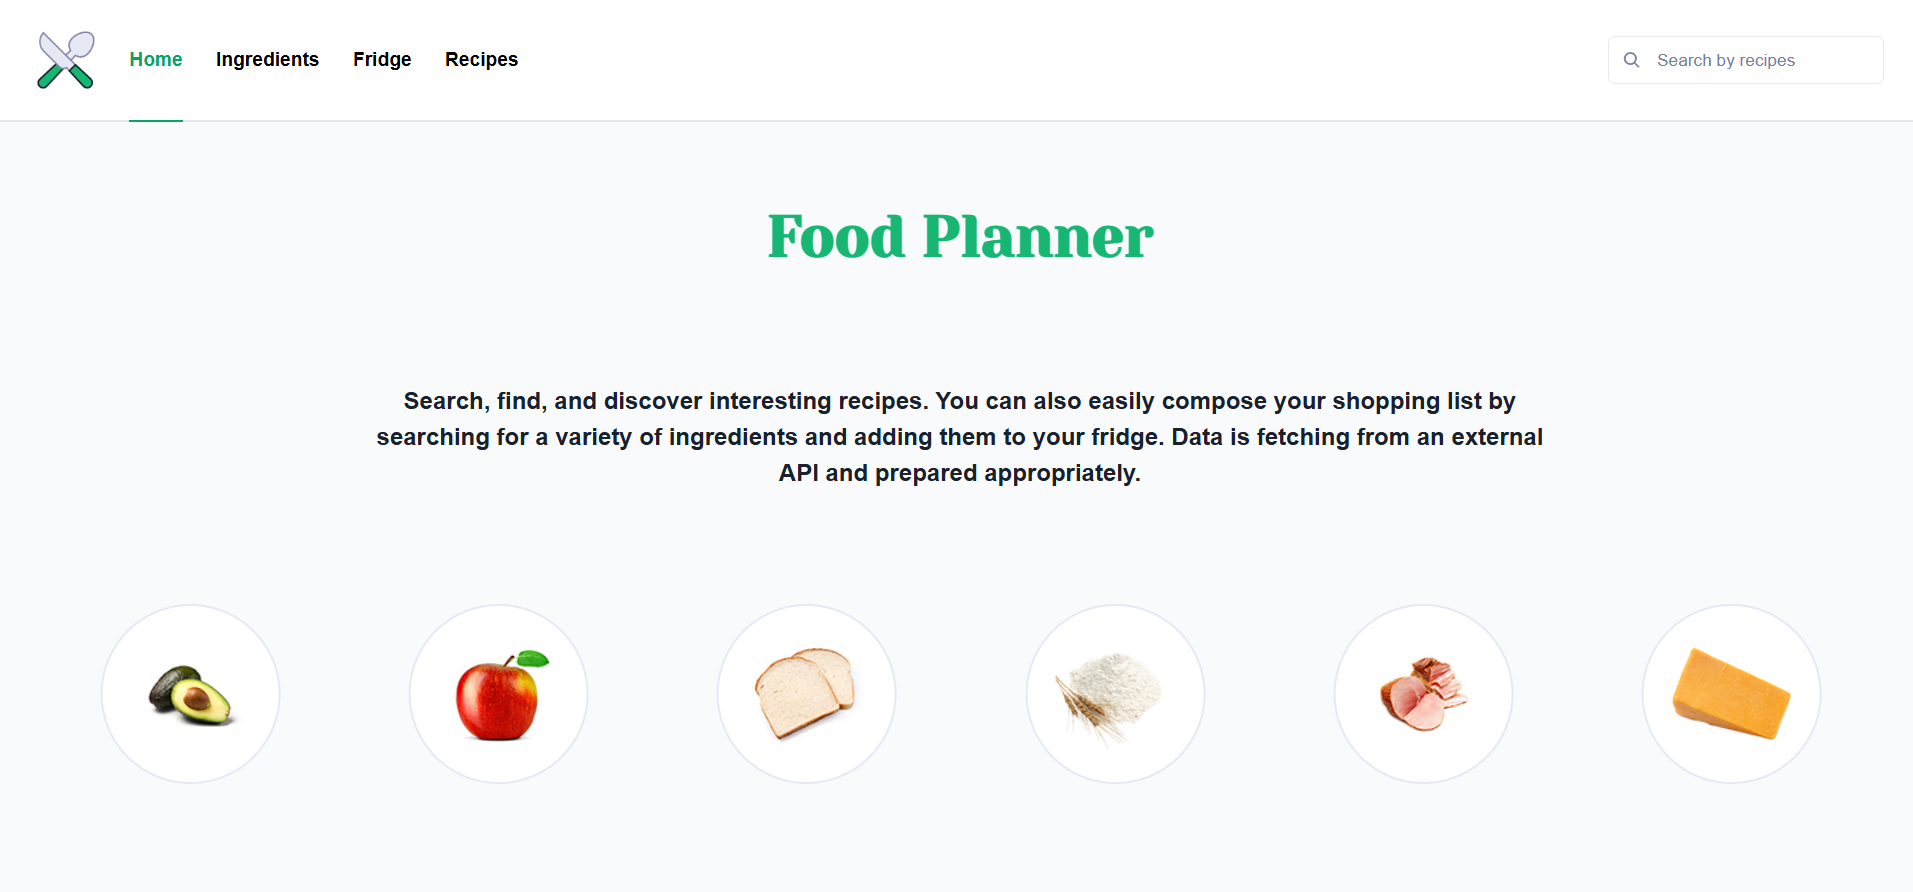 Home Ingredients Fridge Recipes Search by recipes
Food Planner
Search, find, and discover interesting recipes. You can also easily compose your shopping list by
searching for a variety of ingredients and adding them to your fridge. Data is fetching from an external
API and prepared appropriately.